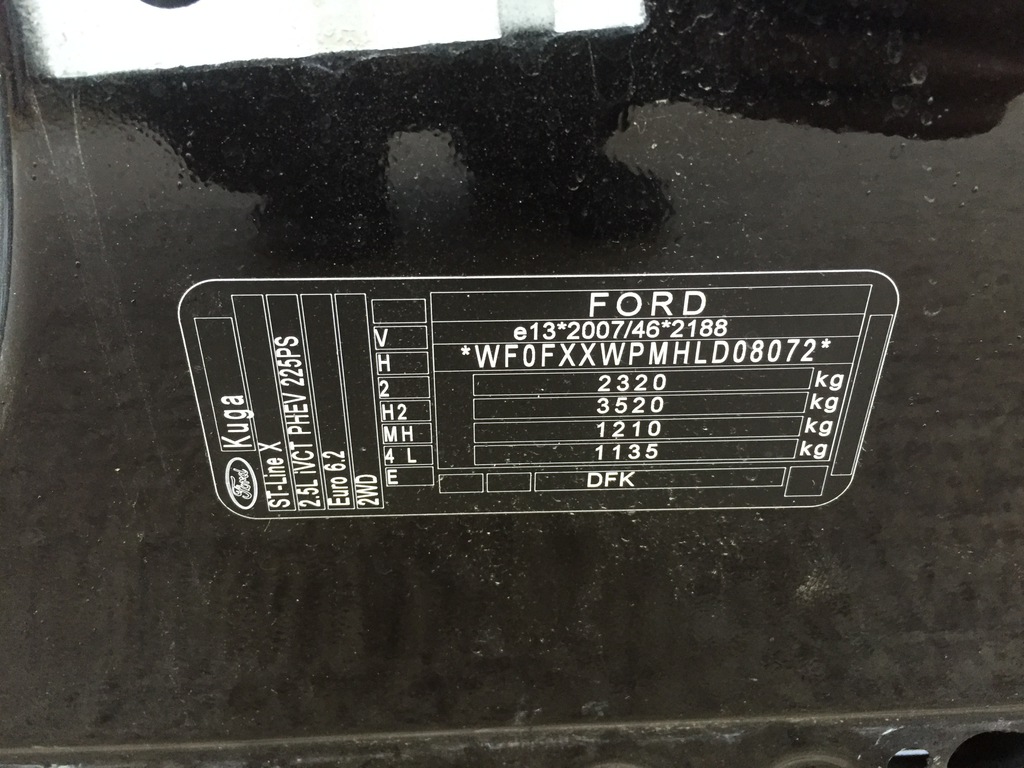 FORD
e13*2007/46*2188
*WF0FXXWPMHLD08072*
2320 kg
3520 kg
1210 kg
1135 kg
DFK
V
H
2
H2
MH
4 L
E
Ford
Kuga
ST-Line X
2.5L iVCT PHEV 225PS
Euro 6.2
2WD